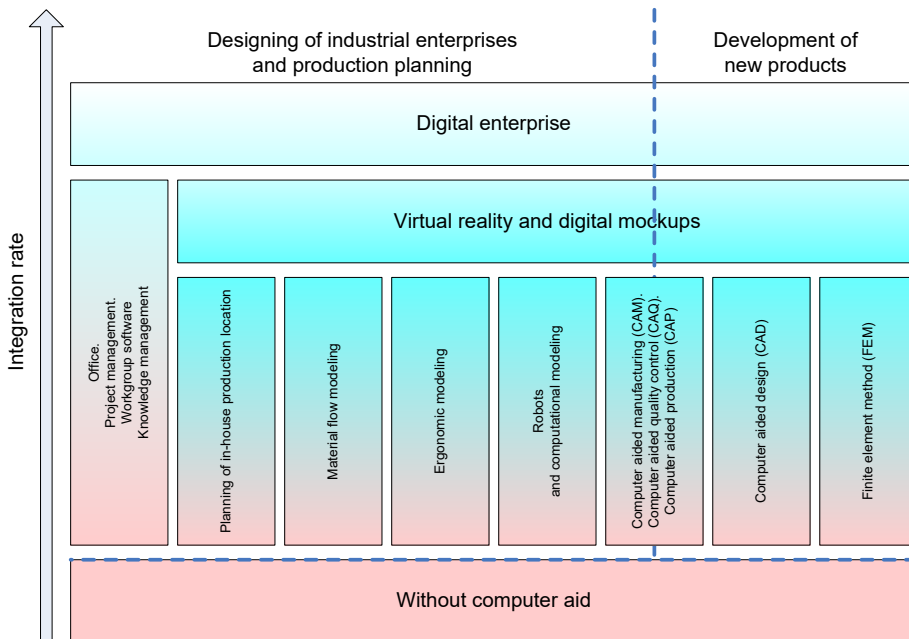 Designing of industrial enterprises
and production planning
Development of
new products
Digital enterprise
Virtual reality and digital mockups
Integration rate
Office.
Project management.
Workgroup software
Knowledge management
Planning of in-house production location
Material flow modeling
Ergonomic modeling
Robots
and computational modeling
Computer aided manufacturing (CAM).
Computer aided quality control (CAQ).
Computer aided production (CAP)
Computer aided design (CAD)
Finite element method (FEM)
Without computer aid